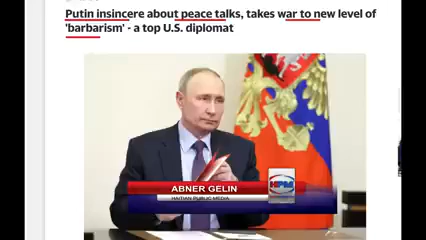 Putin insincere about peace talks, takes war to new level of
'barbarism' - a top U.S. diplomat
ABNER GELIN
HAITIAN PUBLIC MEDIA
HPM